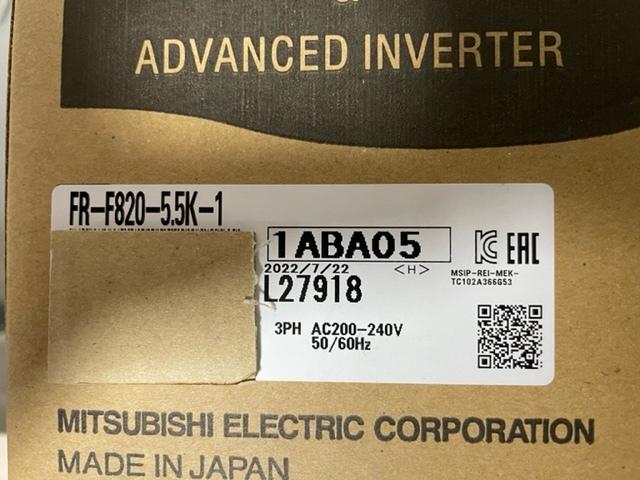 ADVANCED INVERTER
FR-F820-5.5K-1
1ABA05
2022/7/22 <H>
L27918
3PH AC200-240V
50/60Hz
EAC
MSIP-REI-MEK-
TC102A366G53
MITSUBISHI ELECTRIC CORPORATION
MADE IN JAPAN